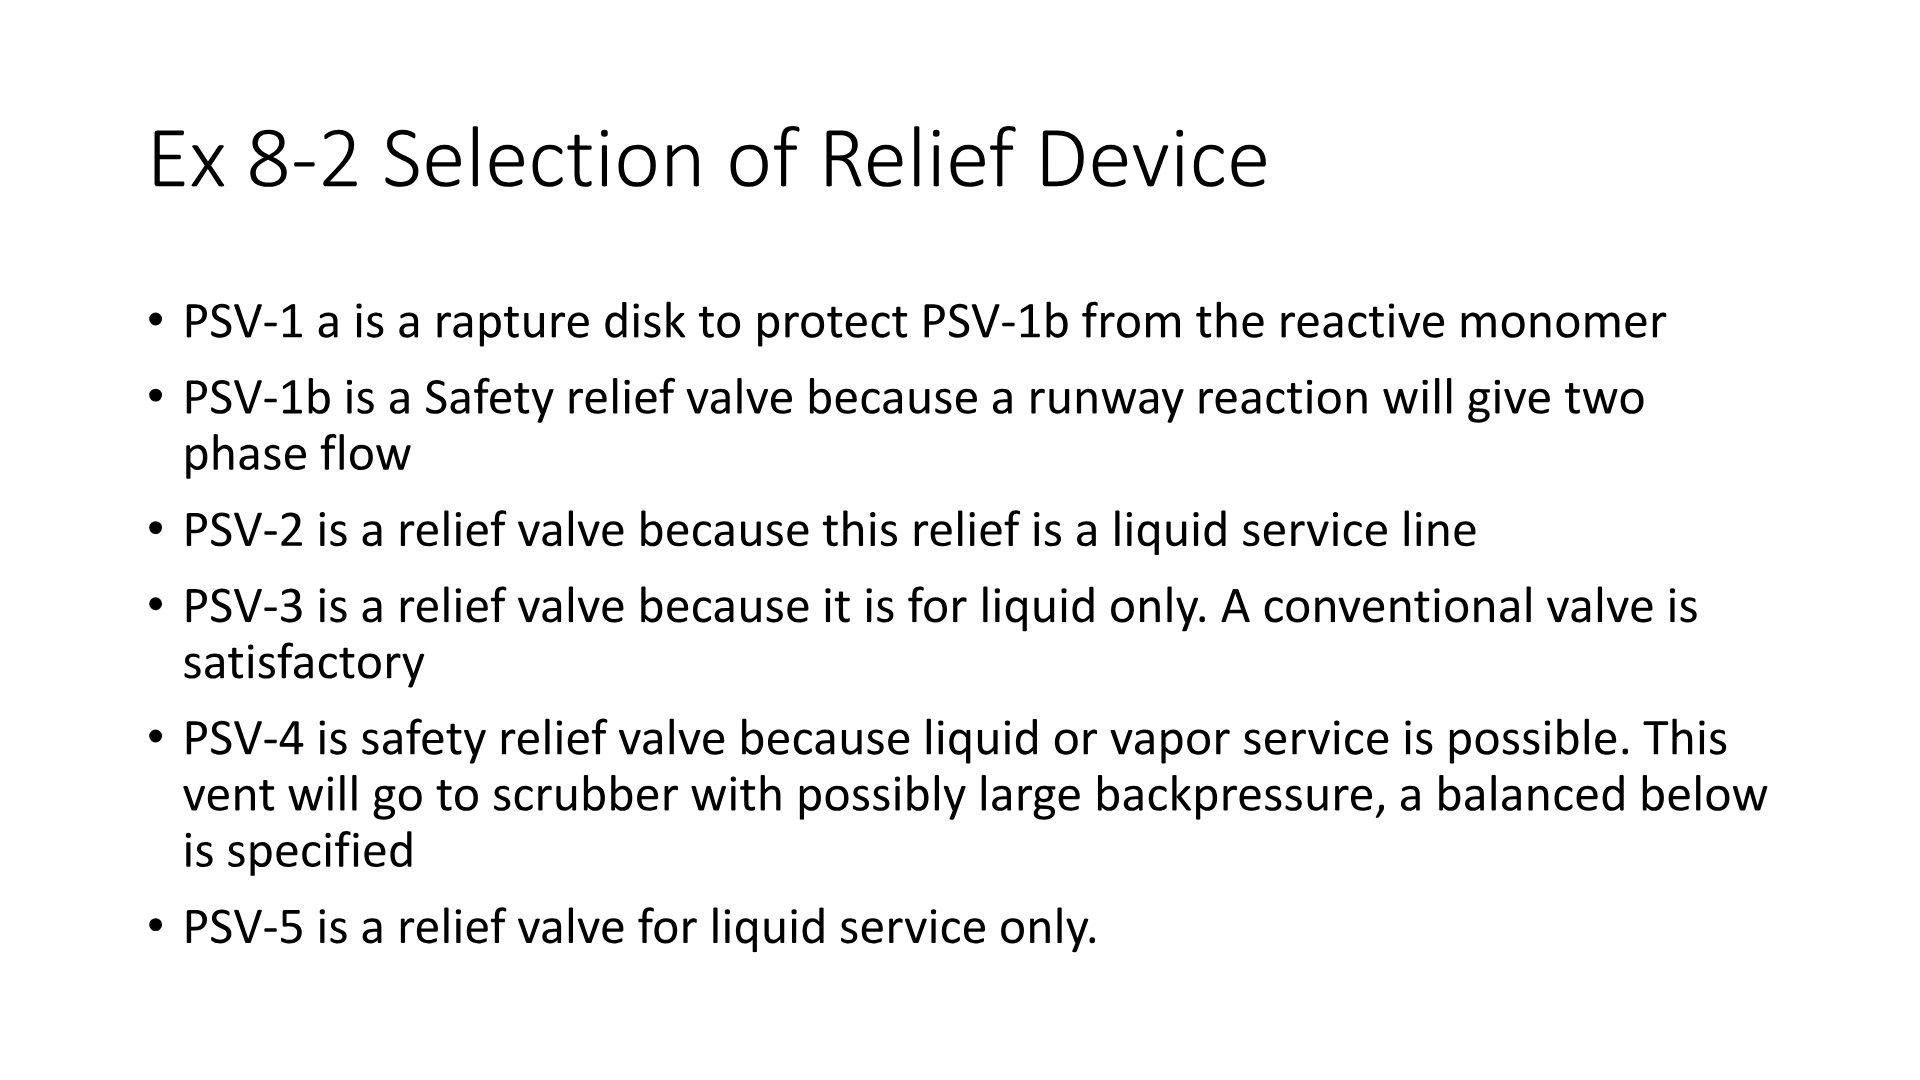 Ex 8-2 Selection of Relief Device
• PSV-1 a is a rapture disk to protect PSV-1b from the reactive monomer
• PSV-1b is a Safety relief valve because a runway reaction will give two
phase flow
• PSV-2 is a relief valve because this relief is a liquid service line
• PSV-3 is a relief valve because it is for liquid only. A conventional valve is
satisfactory
• PSV-4 is safety relief valve because liquid or vapor service is possible. This
vent will go to scrubber with possibly large backpressure, a balanced below
is specified
• PSV-5 is a relief valve for liquid service only.